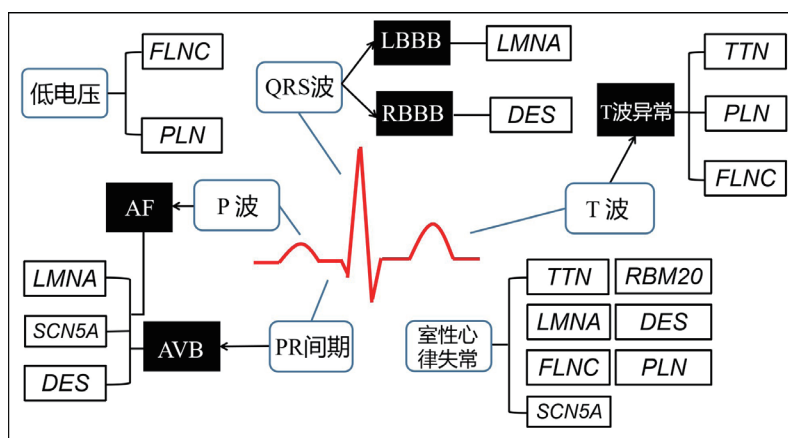 低电压
FLNC
PLN
QRS波
LBBB
LMNA
RBBB
DES
T波异常
TTN
PLN
FLNC
AF
P 波
T 波
LMNA
SCN5A
DES
AVB
PR间期
室性心
律失常
TTN
RBM20
LMNA
DES
FLNC
PLN
SCN5A